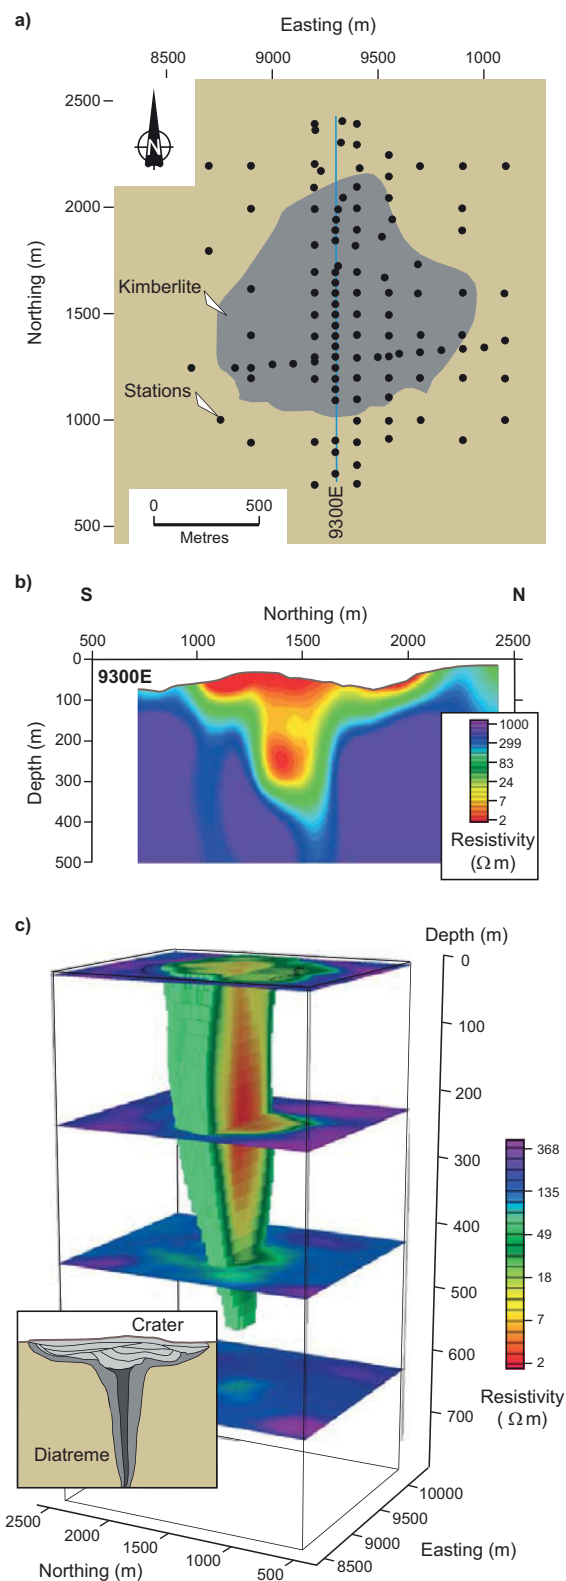 a)
Easting (m)
8500 9000 9500 1000
2500
2000
1500
1000
500
Northing (m)
N
Kimberlite
Stations
0 500
Metres
9300E
b)
S N
Northing (m)
500 1000 1500 2000 2500
9300E
0
100
200
300
400
500
Depth (m)
1000
299
83
24
7
2
Resistivity
(Ω m)
c)
Depth (m)
0
100
200
300
400
500
600
700
368
135
49
18
7
2
Resistivity
( Ω m)
Crater
Diatreme
2500
2000
1500
1000
500
Northing (m)
10000
9500
9000
8500
Easting (m)